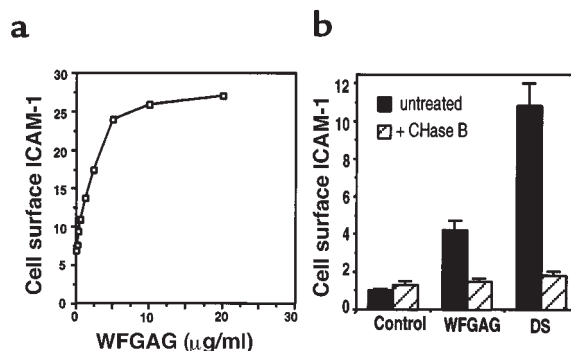 a
Cell surface ICAM-1
30
25
20
15
10
5
0
0
10
20
30
WFGAG (μg/ml)
b
Cell surface ICAM-1
12
10
8
6
4
2
0
untreated
+ CHase B
Control
WFGAG
DS